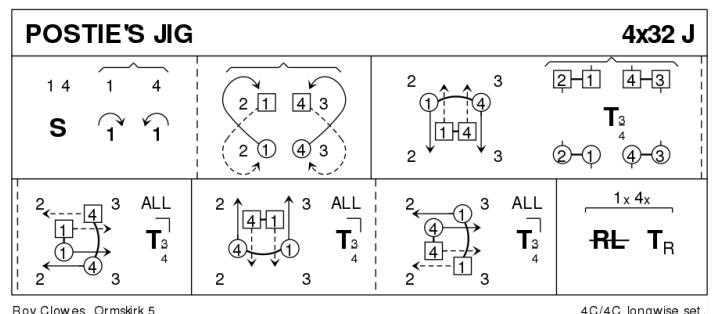 POSTIE'S JIG 4x32 J
1 4 1 4
S 1 1
2 1 4 3
2 1 4 3
2 3
1 4
1 4
2 3
2 1 4 3
T 3 4
2 1 4 3
2 4 3 ALL
1
1
2 4 3
T 3 4
2 3 ALL
4 1
4 1
2 3
T 3 4
2 1 3 ALL
4
4
2 1 3
T 3 4
1x 4x
RL TR
Roy Clowes, Ormskirk 5 4C/4C longwise set.